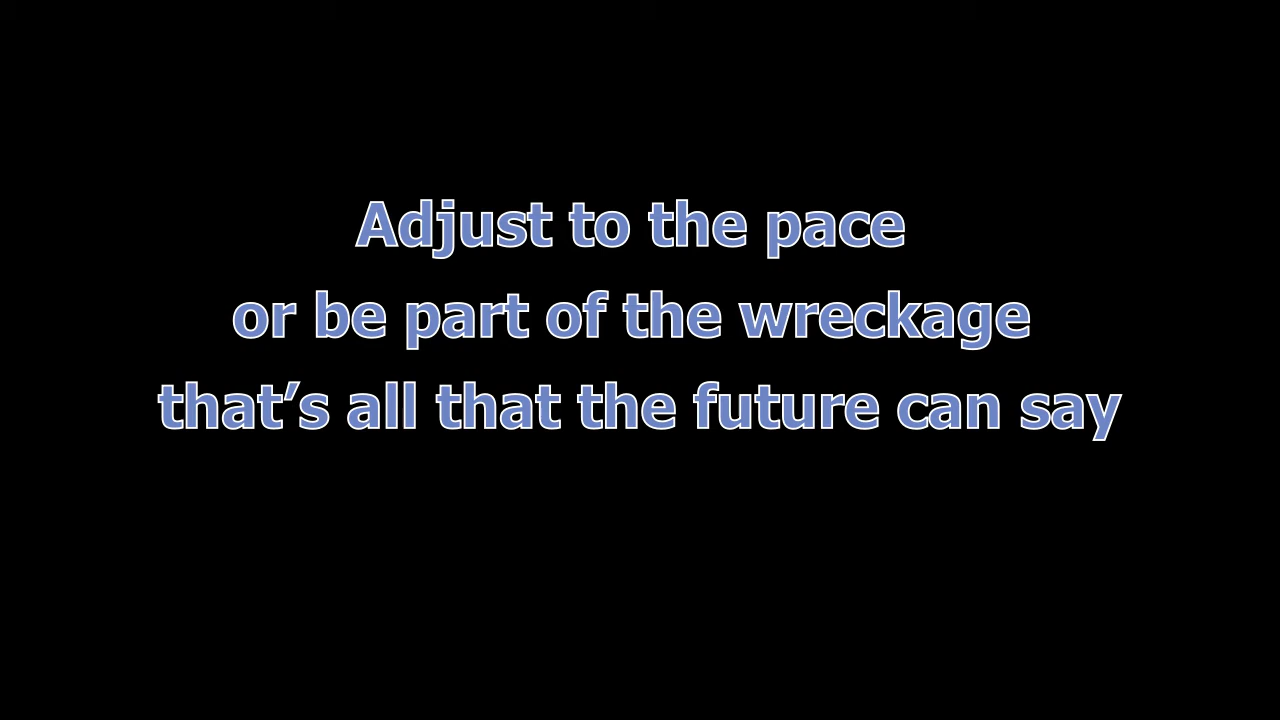 Adjust to the pace
or be part of the wreckage
that’s all that the future can say